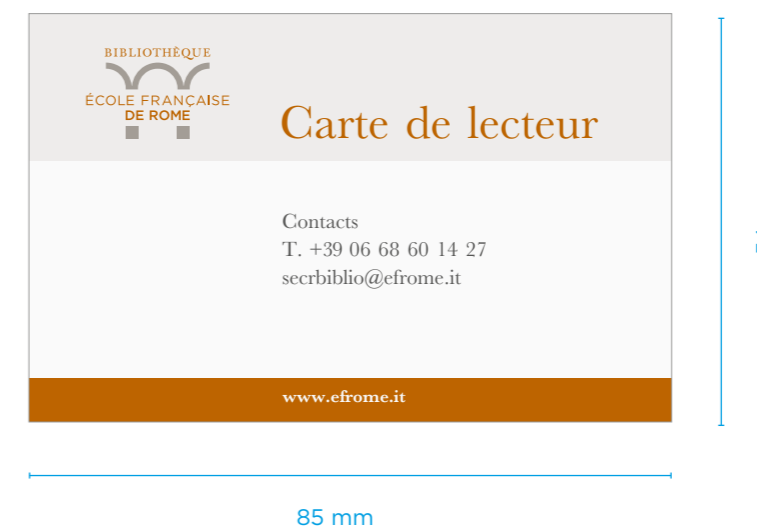 BIBLIOTHÈQUE
ÉCOLE FRANÇAISE
DE ROME
Carte de lecteur
Contacts
T. +39 06 68 60 14 27
secrbiblio@efrome.it
www.efrome.it
85 mm